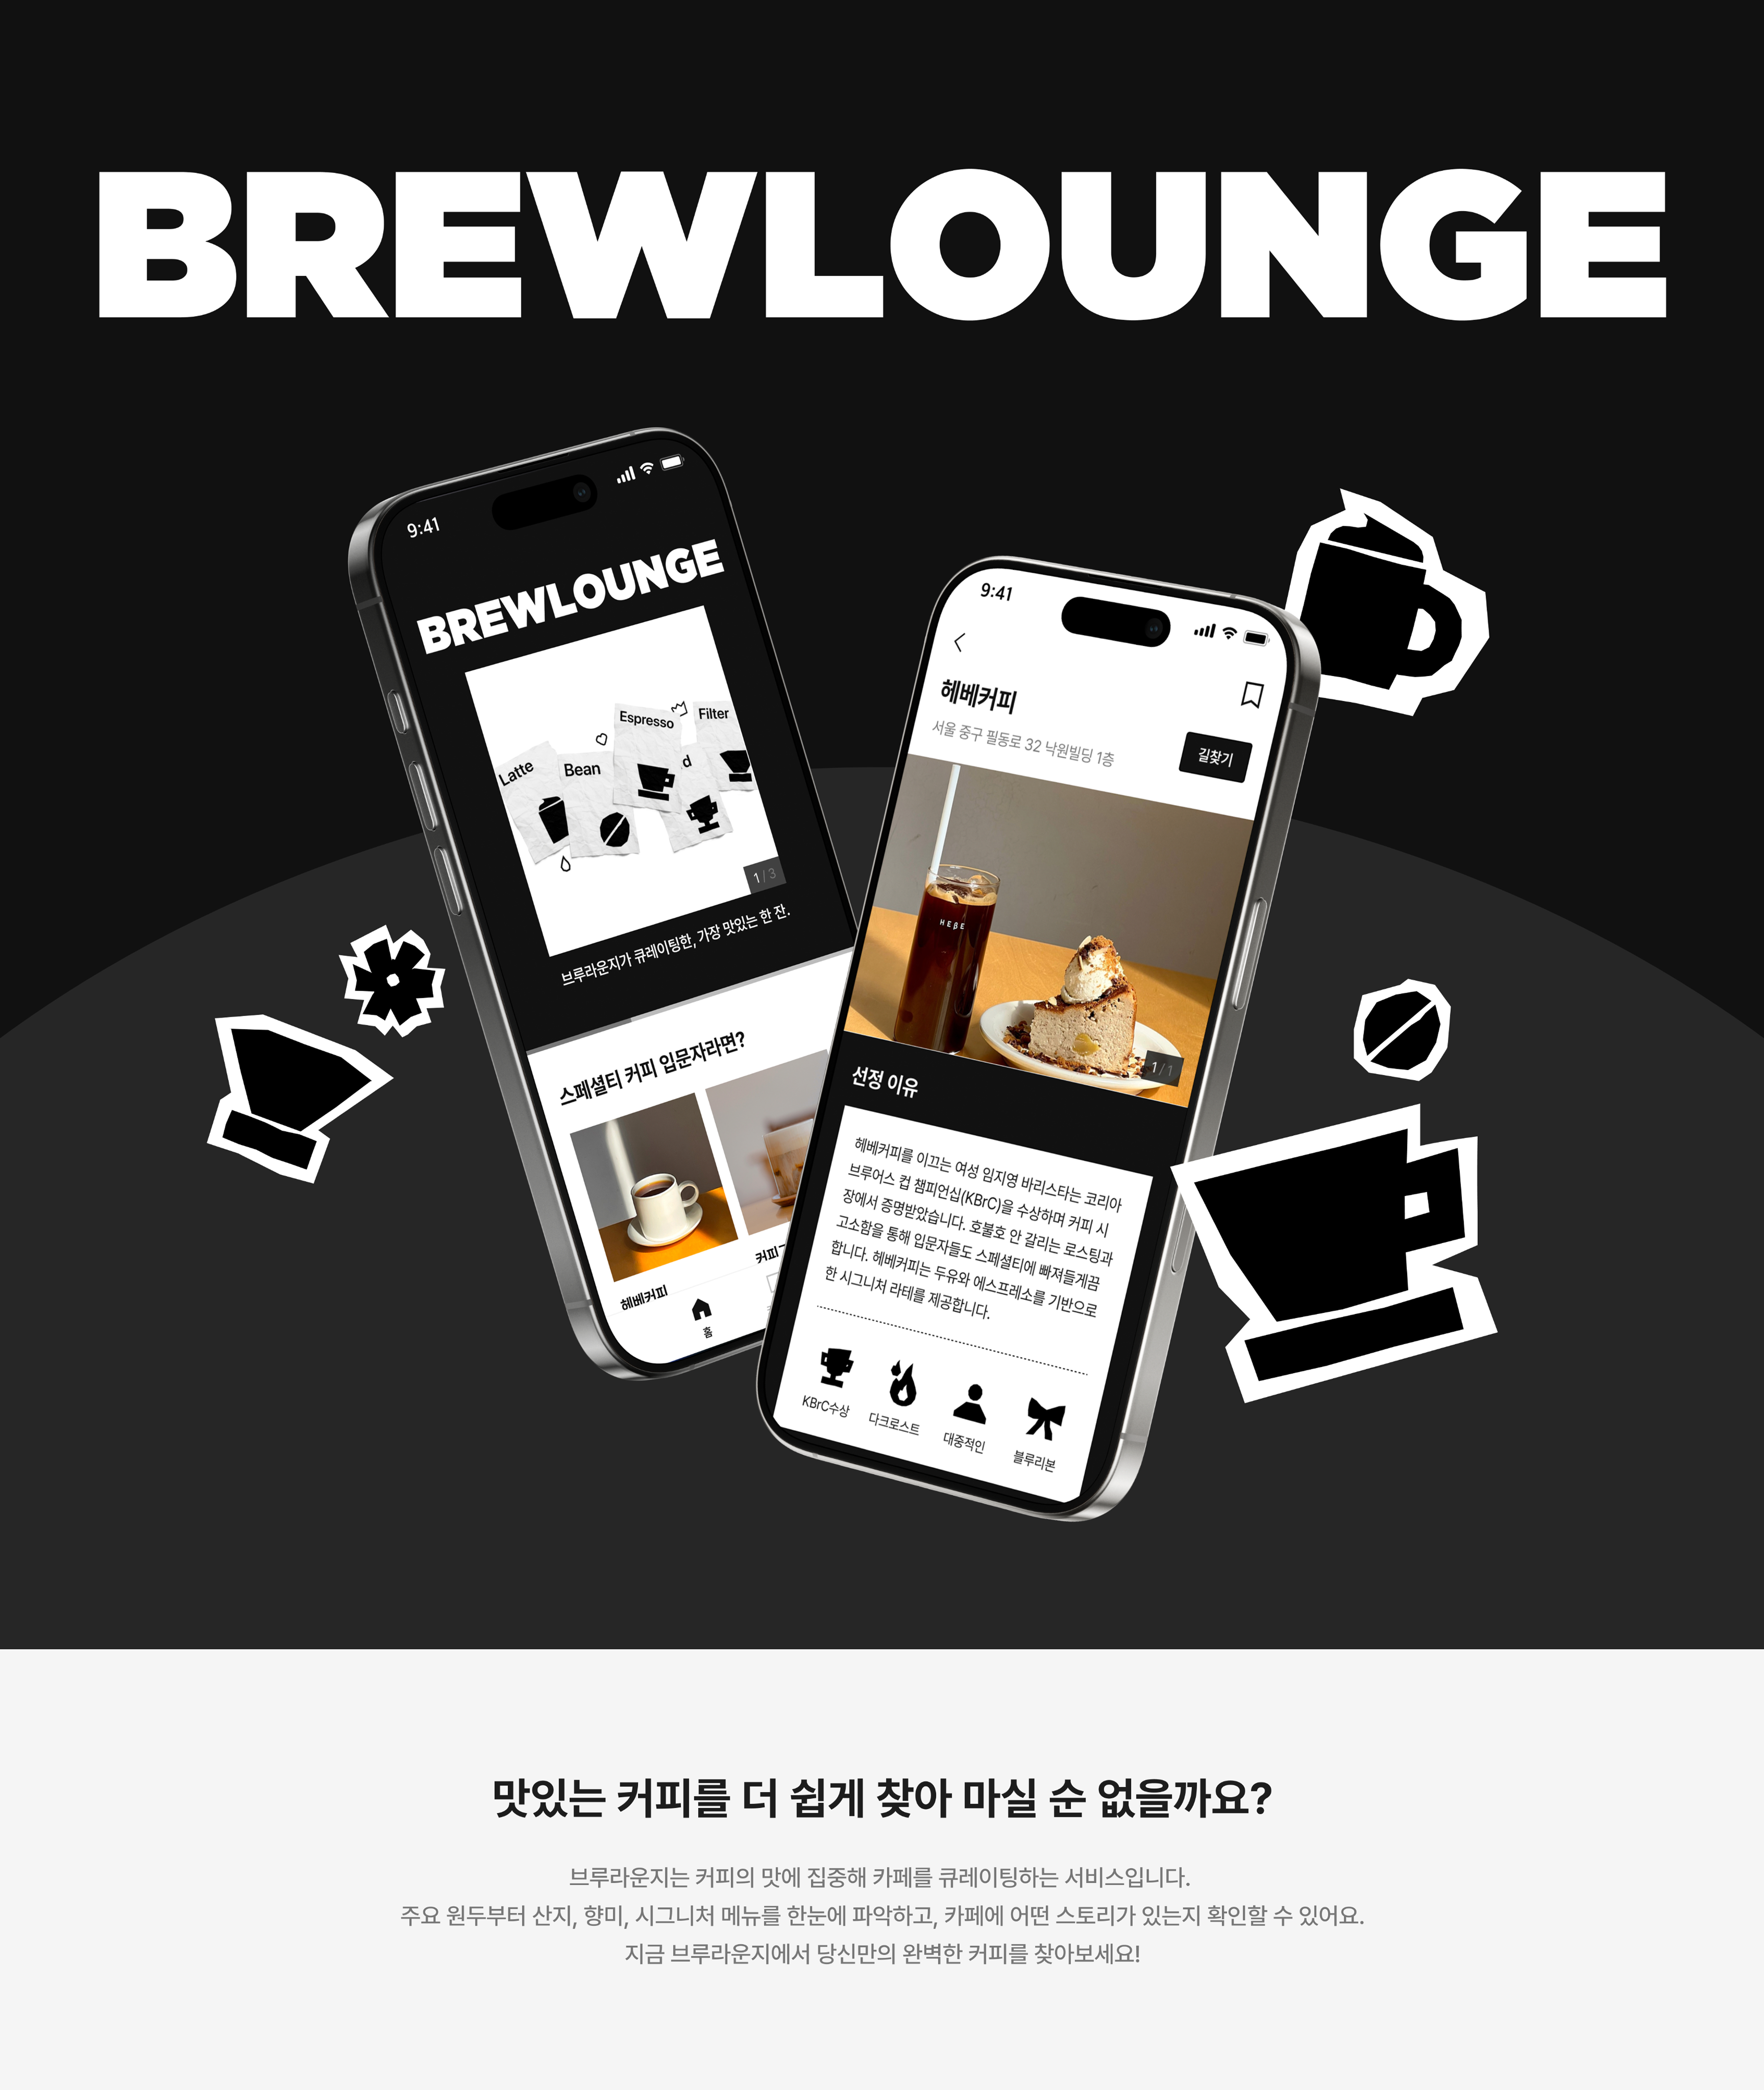 BREWLOUNGE
9:41
BREWLOUNGE
Latte
Bean
Espresso
d
Filter
1 / 3
브루라운지가 큐레이팅한, 가장 맛있는 한 잔.
스페셜티 커피 입문자라면?
헤베커피
커피
홈
9:41
헤베커피
서울 중구 필동로 32 낙원빌딩 1층
길찾기
HEBE
1 / 1
선정 이유
헤베커피를 이끄는 여성 임지영 바리스타는 코리아
브루어스 컵 챔피언십(KBrC)을 수상하며 커피 시
장에서 증명받았습니다. 호불호 안 갈리는 로스팅과
고소함을 통해 입문자들도 스페셜티에 빠져들게끔
합니다. 헤베커피는 두유와 에스프레소를 기반으로
한 시그니처 라테를 제공합니다.
KBrC수상
다크로스트
대중적인
블루리본
맛있는 커피를 더 쉽게 찾아 마실 순 없을까요?
브루라운지는 커피의 맛에 집중해 카페를 큐레이팅하는 서비스입니다.
주요 원두부터 산지, 향미, 시그니처 메뉴를 한눈에 파악하고, 카페에 어떤 스토리가 있는지 확인할 수 있어요.
지금 브루라운지에서 당신만의 완벽한 커피를 찾아보세요!